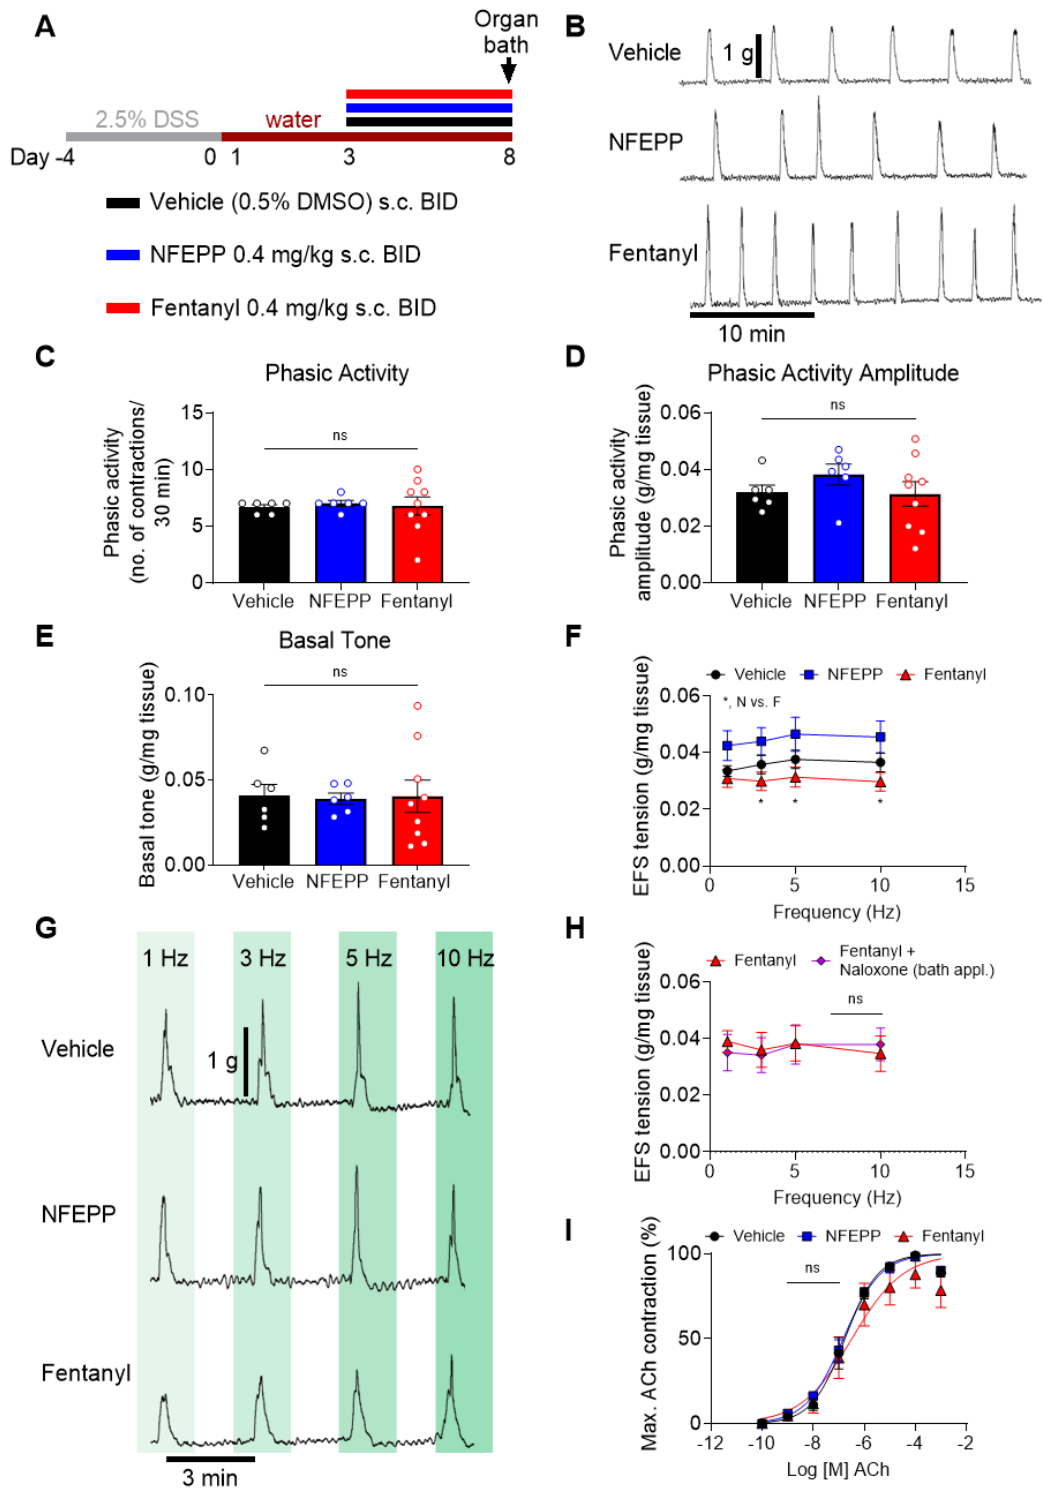 A
Organ
bath
2.5% DSS
water
Day -4
0
1
3
8
Vehicle (0.5% DMSO) s.c. BID
NFEPP 0.4 mg/kg s.c. BID
Fentanyl 0.4 mg/kg s.c. BID
B
Vehicle
1 g
NFEPP
Fentanyl
10 min
C
Phasic Activity
Phasic activity
(no. of contractions/
30 min)
15
10
5
0
ns
Vehicle
NFEPP
Fentanyl
D
Phasic Activity Amplitude
Phasic activity
amplitude (g/mg tissue)
0.06
0.04
0.02
0.00
ns
Vehicle
NFEPP
Fentanyl
E
Basal Tone
Basal tone (g/mg tissue)
0.10
0.05
0.00
ns
Vehicle
NFEPP
Fentanyl
F
Vehicle
NFEPP
Fentanyl
EFS tension (g/mg tissue)
0.06
0.04
0.02
0.00
*, N vs. F
*
*
*
0
5
10
15
Frequency (Hz)
G
1 Hz
3 Hz
5 Hz
10 Hz
Vehicle
1 g
NFEPP
Fentanyl
3 min
H
Fentanyl
Fentanyl +
Naloxone (bath appl.)
EFS tension (g/mg tissue)
0.06
0.04
0.02
0.00
ns
0
5
10
15
Frequency (Hz)
I
Vehicle
NFEPP
Fentanyl
Max. ACh contraction (%)
100
50
0
ns
-12
-10
-8
-6
-4
-2
Log [M] ACh